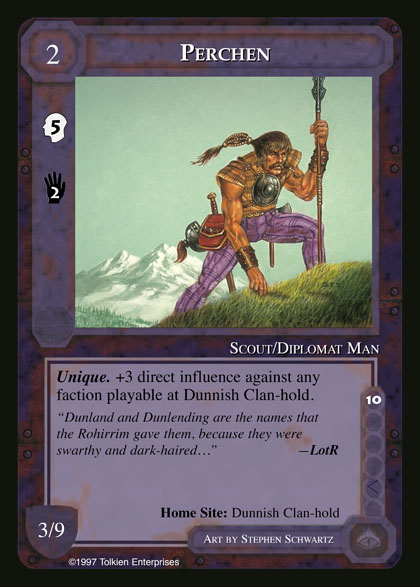 2
PERCHEN
5
2
SCOUT/DIPLOMAT MAN
Unique. +3 direct influence against any
faction playable at Dunnish Clan-hold.
10
“Dunland and Dunlending are the names that
the Rohirrim gave them, because they were
swarthy and dark-haired…” —LotR
Home Site: Dunnish Clan-hold
3/9
ART BY STEPHEN SCHWARTZ
©1997 Tolkien Enterprises